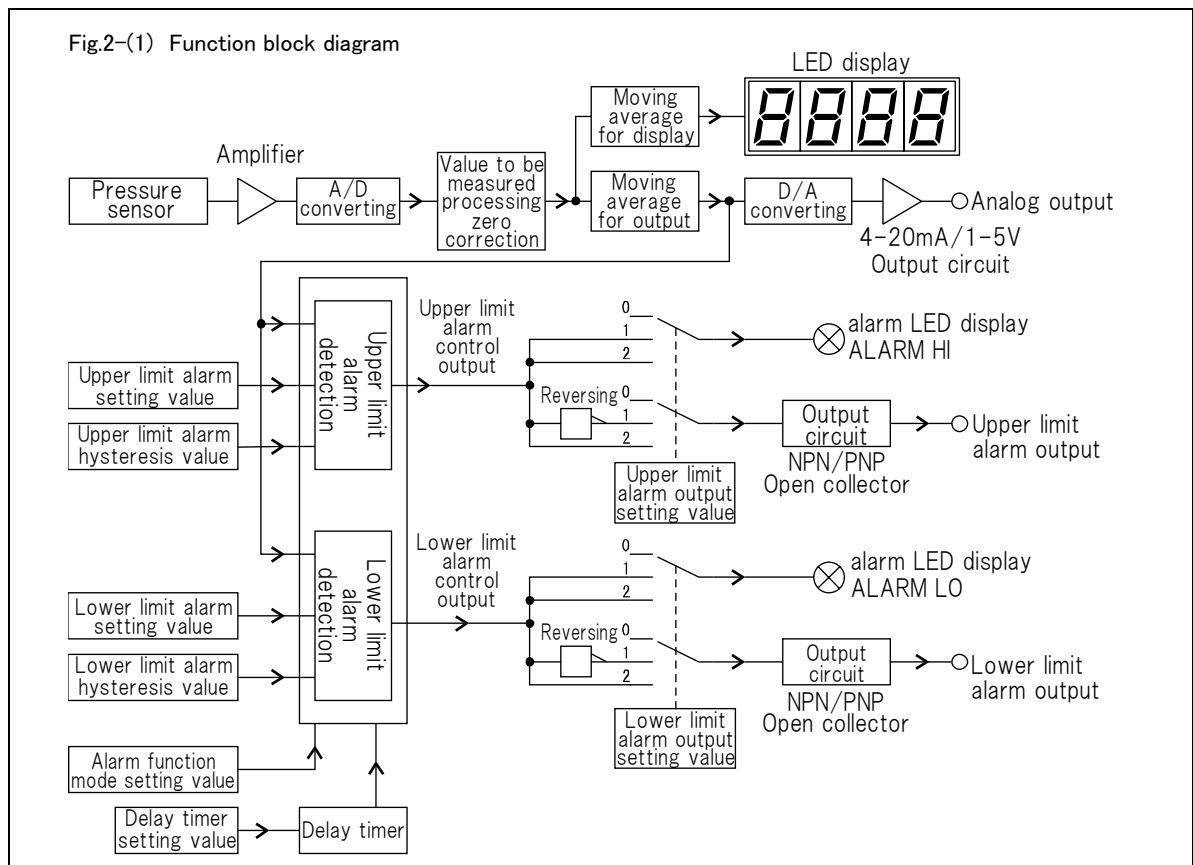 Fig.2-(1) Function block diagram
LED display
8888
Moving
average
for display
Amplifier
Pressure
sensor
A/D
converting
Value to be
measured
processing
zero
correction
Moving
average
for output
D/A
converting
Analog output
4-20mA/1-5V
Output circuit
Upper limit
alarm
detection
Upper limit
alarm
control
output
0
1
2
alarm LED display
ALARM HI
Upper limit alarm
setting value
Upper limit alarm
hysteresis value
Reversing
0
1
2
Output
circuit
NPN/PNP
Open collector
Upper limit
alarm output
Upper limit
alarm output
setting value
Lower limit
alarm
detection
Lower limit
alarm
control
output
0
1
2
alarm LED display
ALARM LO
Lower limit alarm
setting value
Lower limit alarm
hysteresis value
Reversing
0
1
2
Output
circuit
NPN/PNP
Open collector
Lower limit
alarm output
Lower limit
alarm output
setting value
Alarm function
mode setting value
Delay timer
setting value
Delay timer